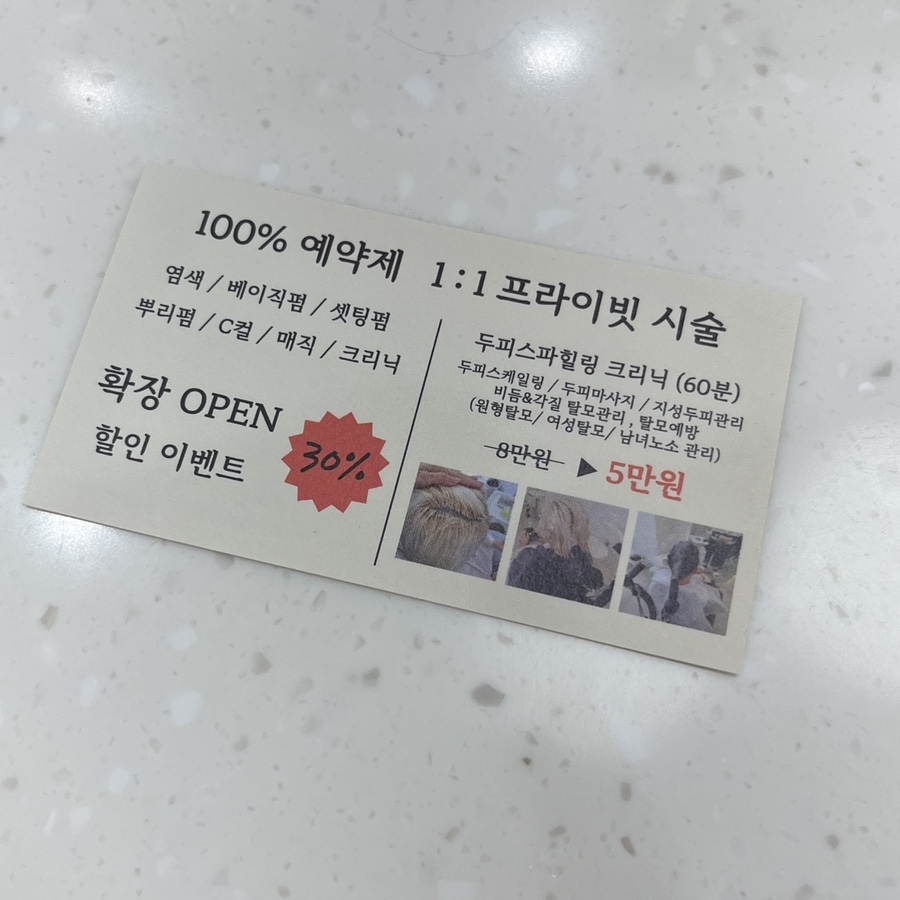 100% 예약제
염색 / 베이직펌 / 셋팅펌
뿌리펌 / C컬 / 매직 / 크리닉
확장 OPEN
할인 이벤트
30%
1:1 프라이빗 시술
두피스파힐링 크리닉 (60분)
두피스케일링 / 두피마사지 / 지성두피관리
비듬&각질 탈모관리, 탈모예방
(원형탈모/ 여성탈모/ 남녀노소 관리)
8만원 ▶ 5만원